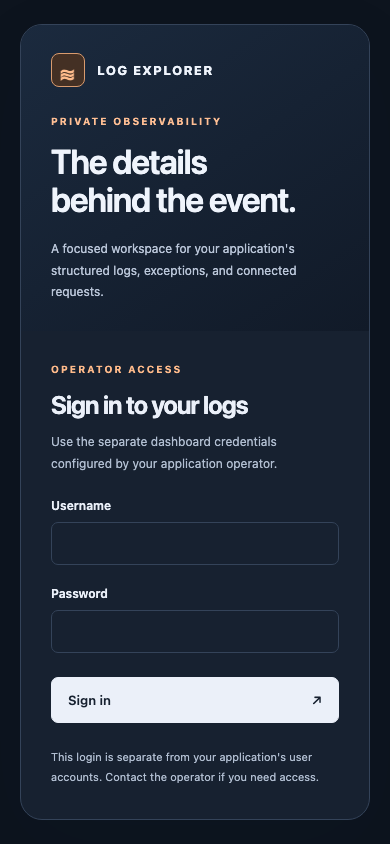 LOG EXPLORER
PRIVATE OBSERVABILITY
The details
behind the event.
A focused workspace for your application's
structured logs, exceptions, and connected
requests.
OPERATOR ACCESS
Sign in to your logs
Use the separate dashboard credentials
configured by your application operator.
Username
Password
Sign in ↗
This login is separate from your application's user
accounts. Contact the operator if you need access.